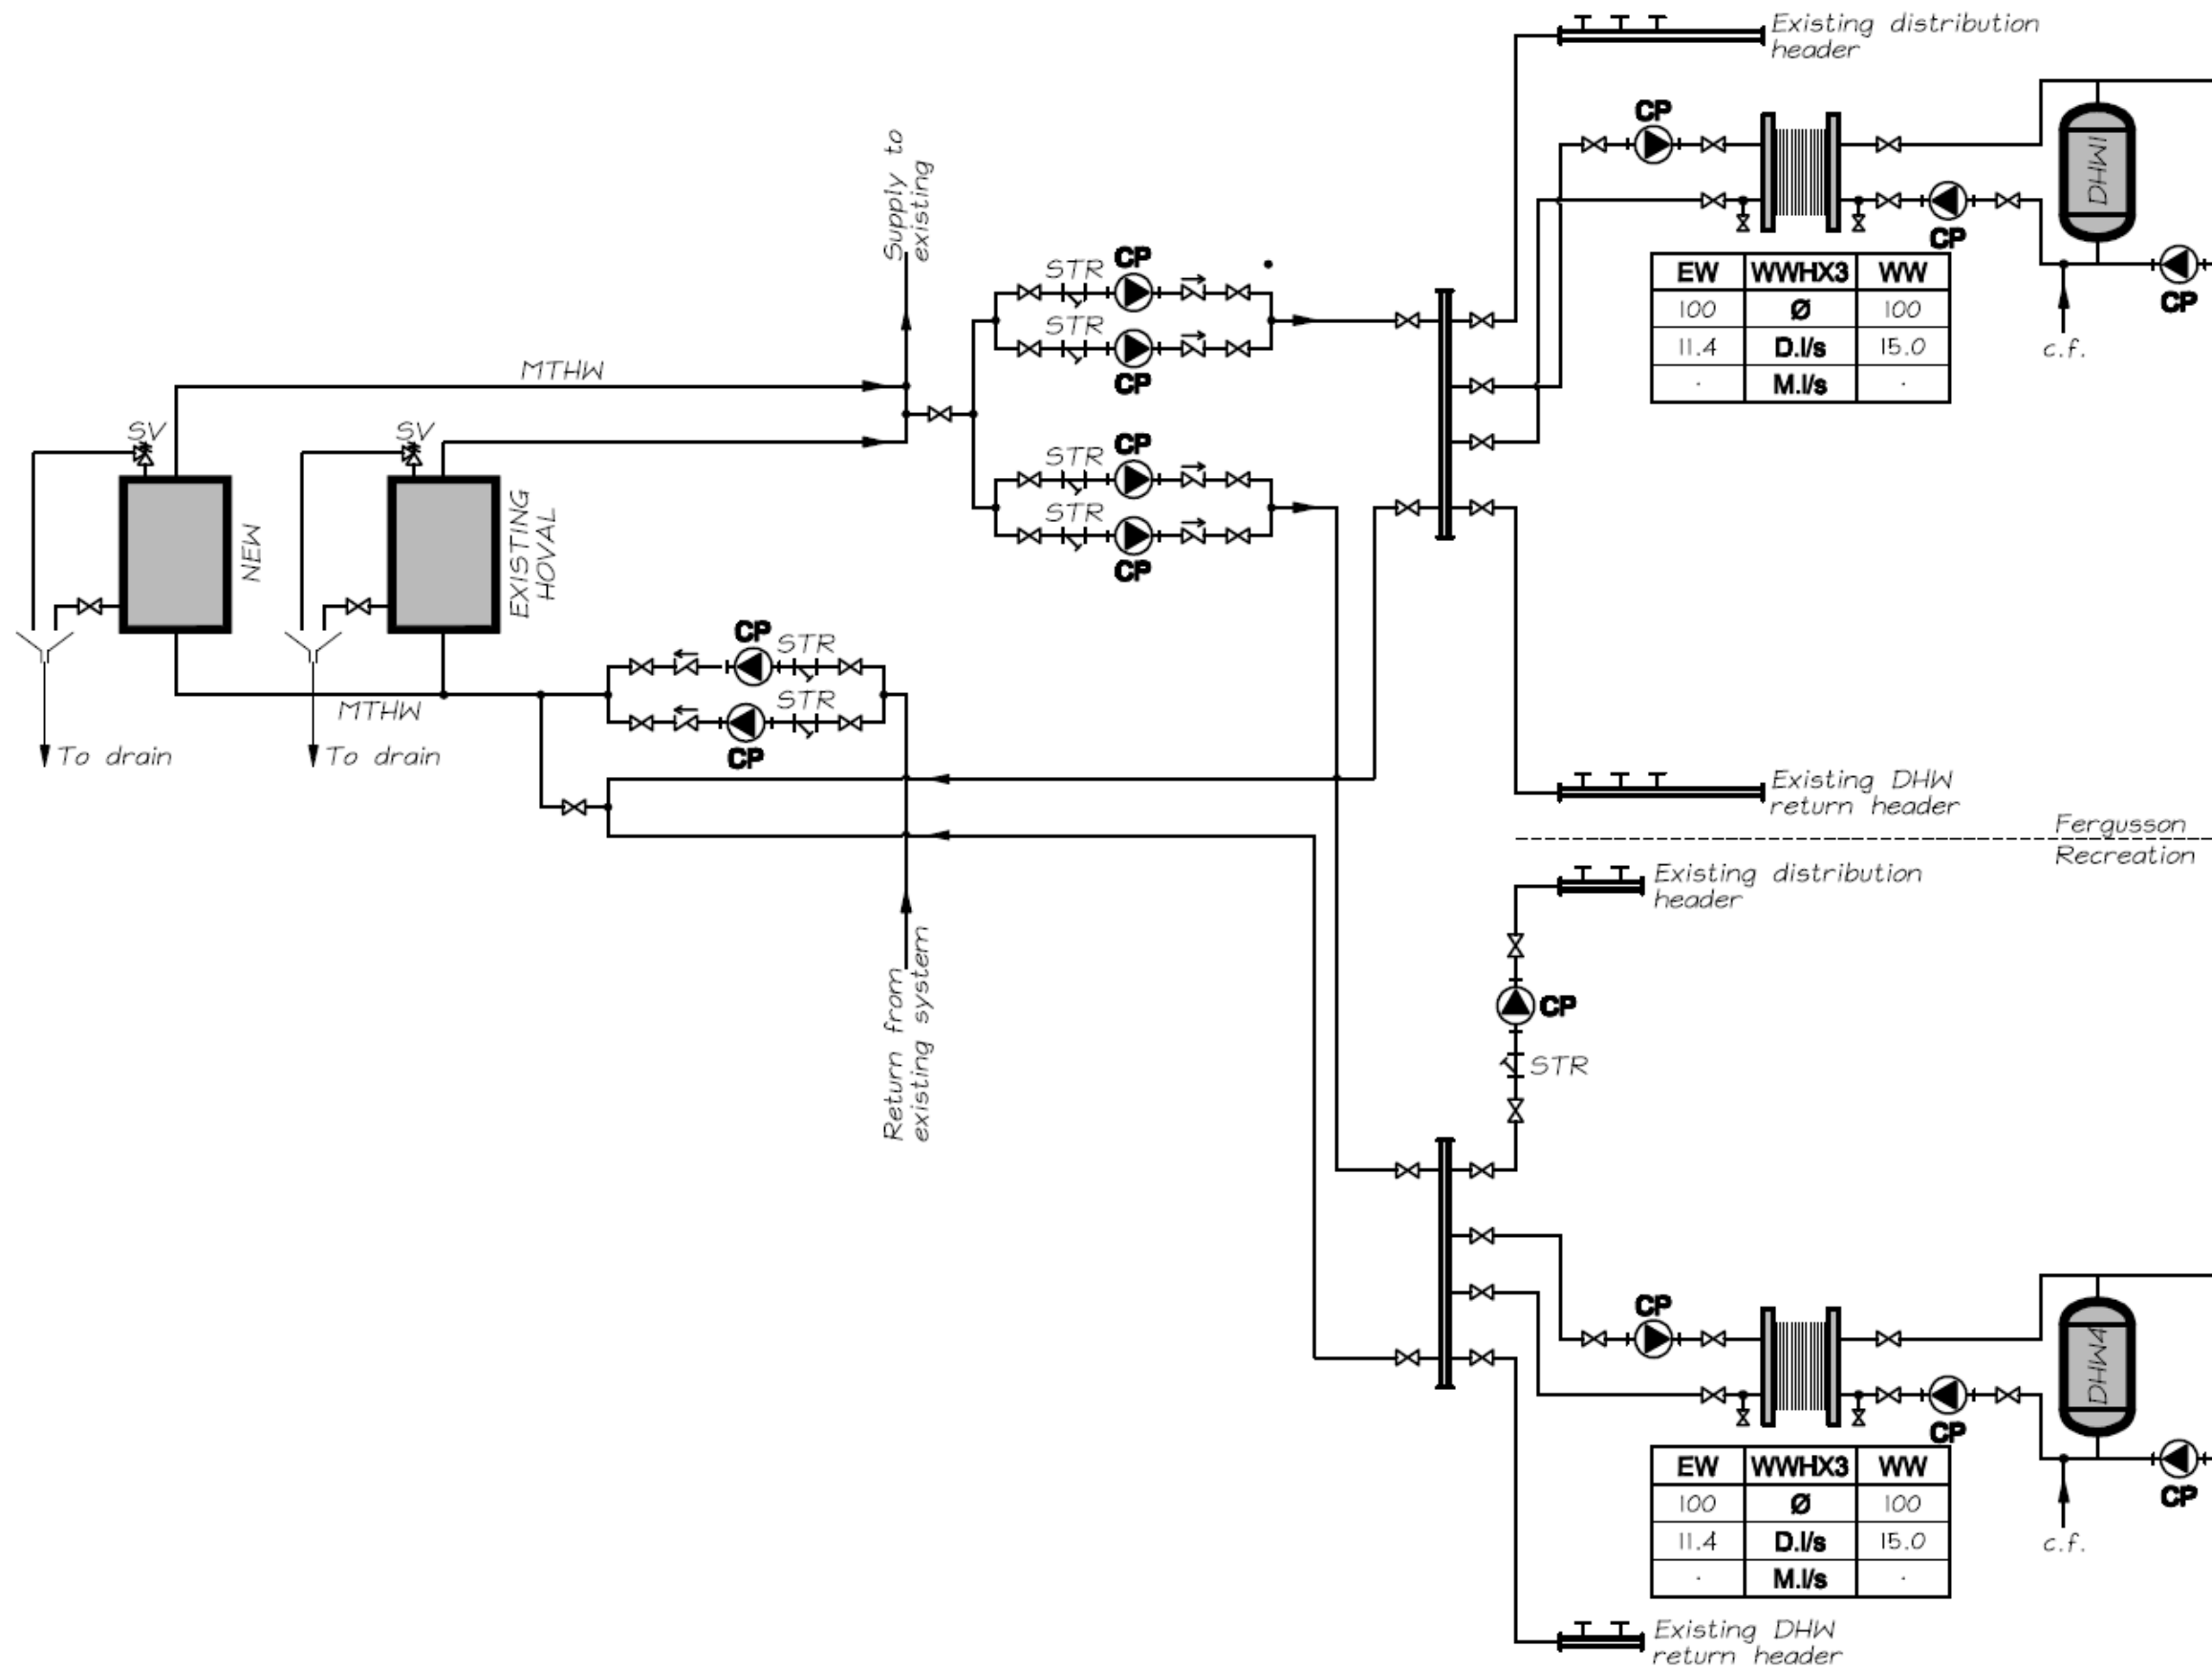 Existing distribution
header
CP
DHW1
Supply to
existing
STR
CP
CP
EW WWHX3 WW
100 Ø 100
11.4 D.l/s 15.0
. M.l/s .
CP
c.f.
STR
CP
MTHW
SV
SV
STR
CP
STR
CP
NEW
EXISTING
HOVAL
CP
STR
STR
CP
MTHW
To drain
To drain
Existing DHW
return header
Fergusson
Recreation
Existing distribution
header
Return from
existing system
CP
STR
CP
DHW4
CP
EW WWHX3 WW
100 Ø 100
11.4 D.l/s 15.0
. M.l/s .
CP
c.f.
Existing DHW
return header